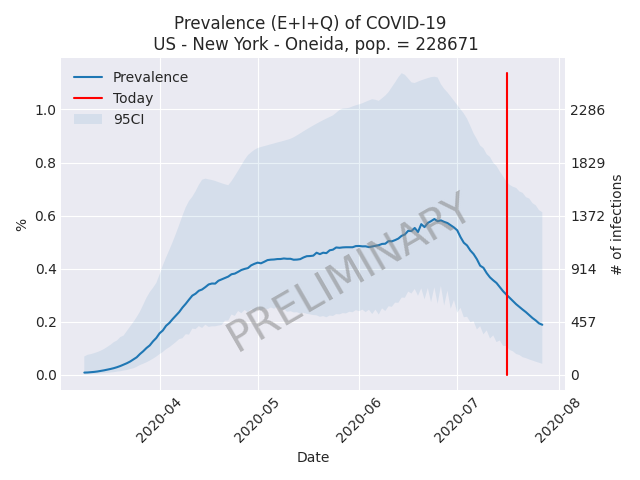 Prevalence (E+I+Q) of COVID-19
US - New York - Oneida, pop. = 228671
Prevalence
Today
95CI
1.0
0.8
0.6
0.4
0.2
0.0
%
2286
1829
1372
914
457
0
# of infections
PRELIMINARY
2020-04
2020-05
2020-06
2020-07
2020-08
Date